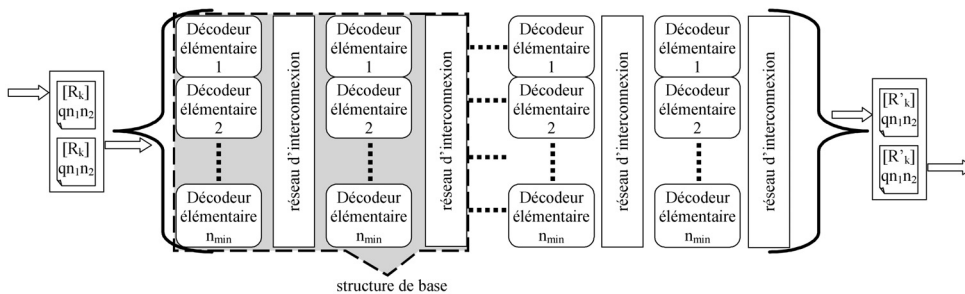 [Rk]
qn1n2
[Rk]
qn1n2
Décodeur
élémentaire
1
Décodeur
élémentaire
2
Décodeur
élémentaire
nmin
réseau d'interconnexion
Décodeur
élémentaire
1
Décodeur
élémentaire
2
Décodeur
élémentaire
nmin
réseau d'interconnexion
structure de base
Décodeur
élémentaire
1
Décodeur
élémentaire
2
Décodeur
élémentaire
nmin
réseau d'interconnexion
Décodeur
élémentaire
1
Décodeur
élémentaire
2
Décodeur
élémentaire
nmin
réseau d'interconnexion
[R'k]
qn1n2
[R'k]
qn1n2